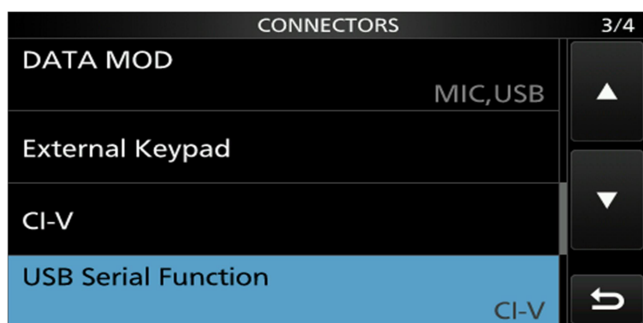 CONNECTORS 3/4
DATA MOD
MIC,USB
External Keypad
CI-V
USB Serial Function
CI-V